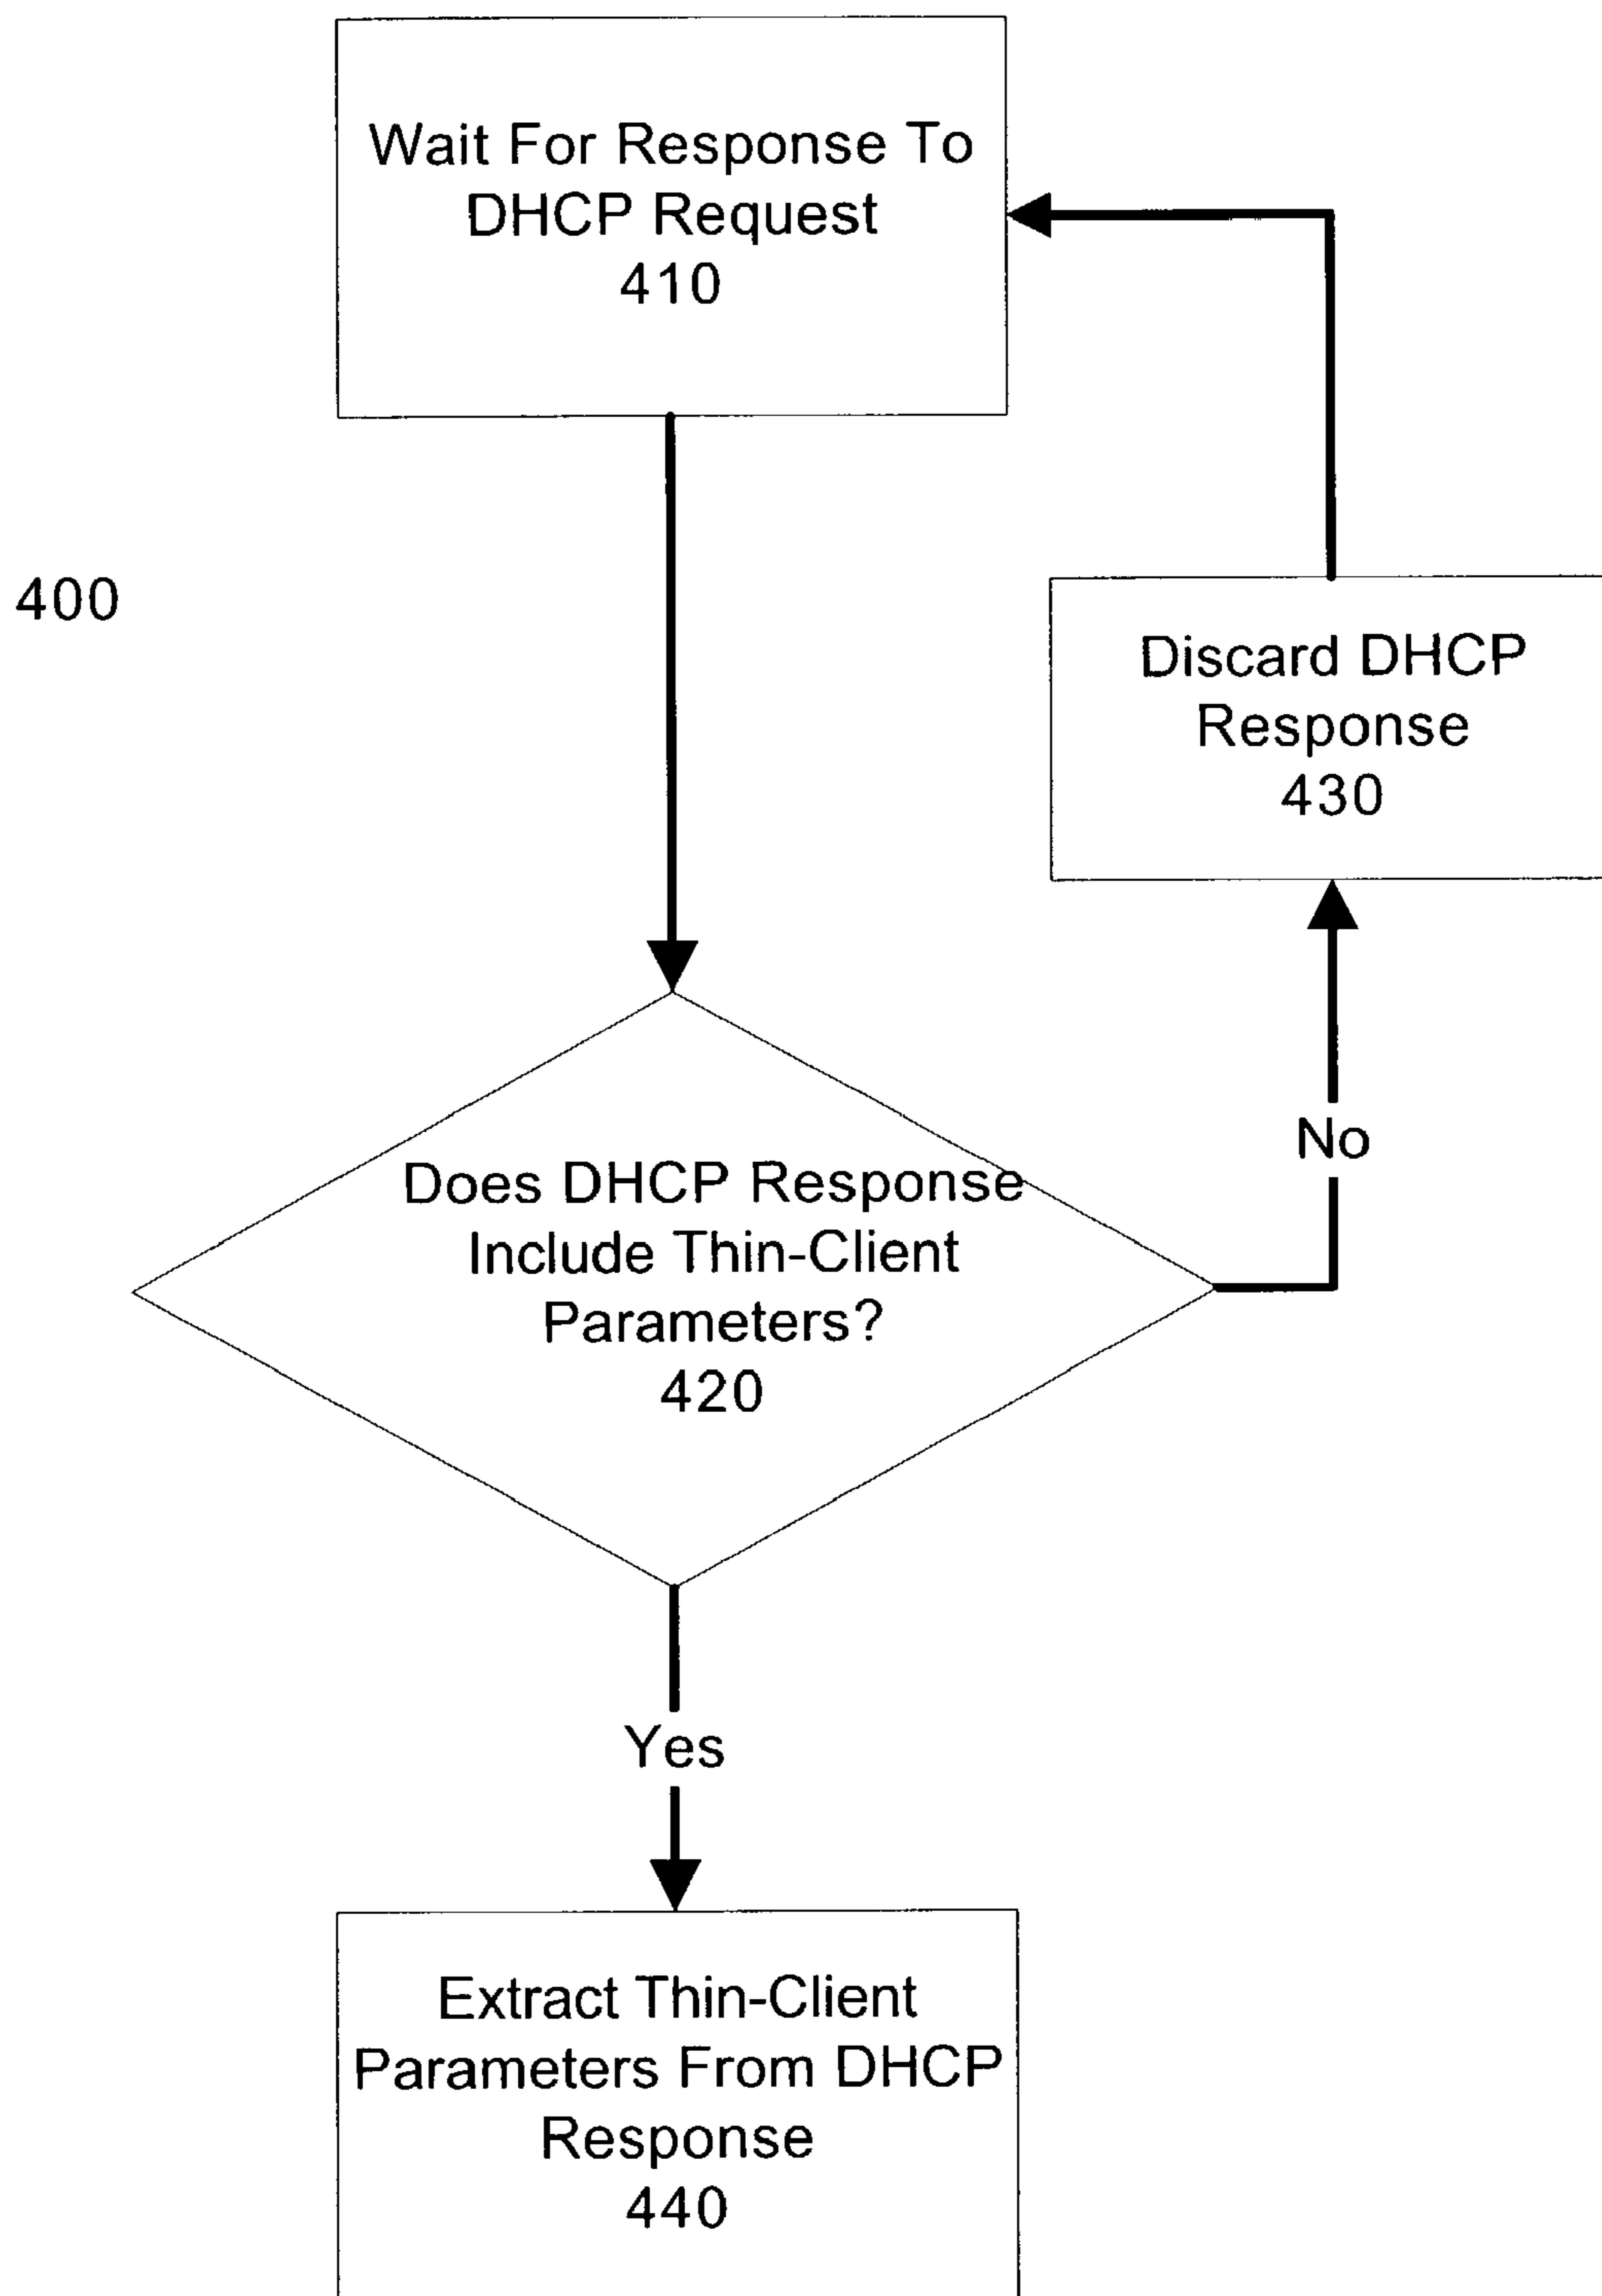 Wait For Response To
DHCP Request
410
400
Discard DHCP
Response
430
No
Does DHCP Response
Include Thin-Client
Parameters?
420
Yes
Extract Thin-Client
Parameters From DHCP
Response
440